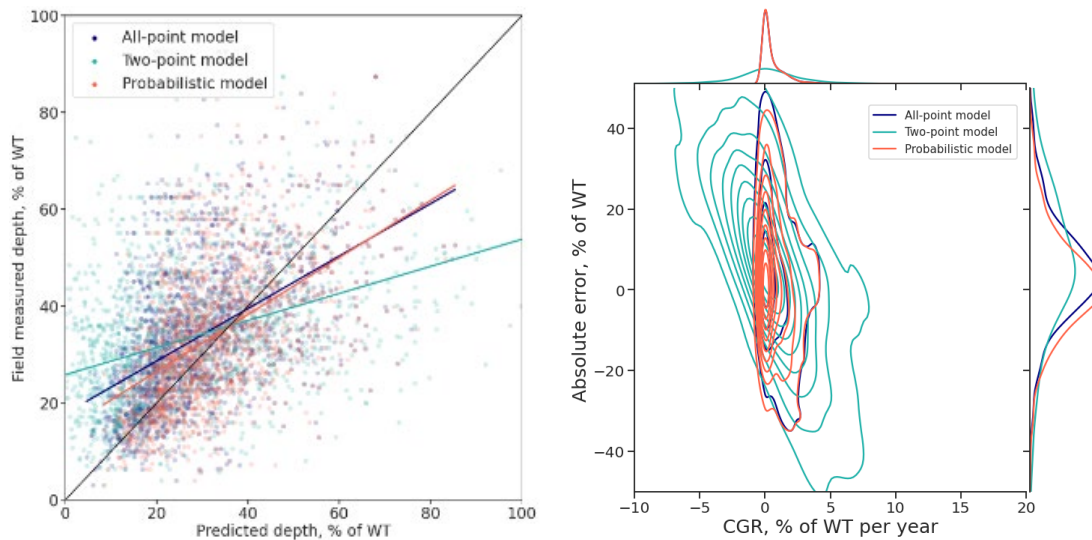 100
80
60
40
20
0
Field measured depth, % of WT
All-point model
Two-point model
Probabilistic model
0 20 40 60 80 100
Predicted depth, % of WT
40
20
0
−20
−40
Absolute error, % of WT
All-point model
Two-point model
Probabilistic model
−10 −5 0 5 10 15 20
CGR, % of WT per year